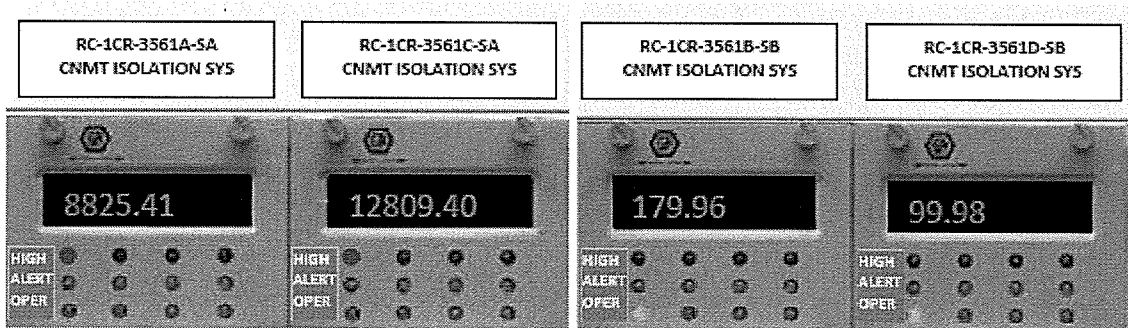 RC-1CR-3561A-SA
CNMT ISOLATION SYS
RC-1CR-3561C-SA
CNMT ISOLATION SYS
RC-1CR-3561B-SB
CNMT ISOLATION SYS
RC-1CR-3561D-SB
CNMT ISOLATION SYS
8825.41
12809.40
179.96
99.98
HIGH
ALERT
OPER
HIGH
ALERT
OPER
HIGH
ALERT
OPER
HIGH
ALERT
OPER